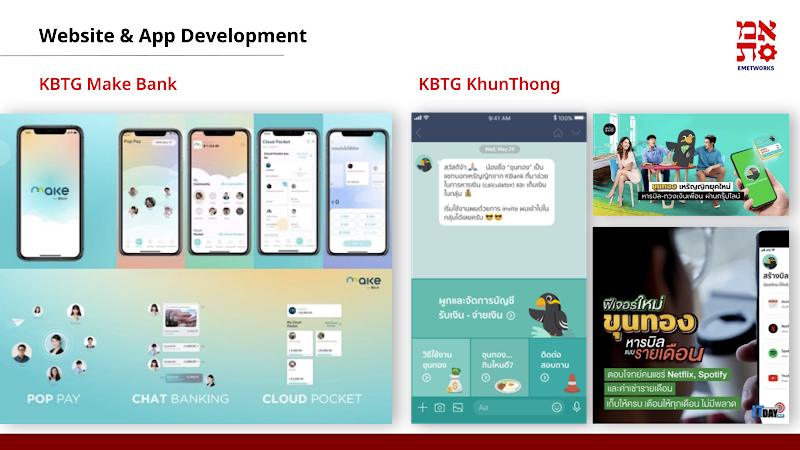 Website & App Development
אמת
EMETWORKS
KBTG Make Bank
KBTG KhunThong
make
Pop Pay
Cloud Pocket
make
POP PAY
CHAT BANKING
CLOUD POCKET
9:41 AM
100%
Wed, May 29
สวัสดีจ้า 🙏 น้องชื่อ "ขุนทอง" เป็น
แชทบอทเหรัญญิกจาก KBank ที่มาช่วย
ในการหารเงิน (calculator) และ เก็บเงิน
ในกลุ่ม 💰
เริ่มใช้งานผมด้วยการ invite ผมเข้าไปใน
กลุ่มได้เลยครับ 😎😎
ผูกและจัดการบัญชี
รับเงิน - จ่ายเงิน
วิธีใช้งาน
ขุนทอง
ขุนทอง...
กินไหนดี?
ติดต่อ
สอบถาม
Aa
ขุนทอง เหรัญญิกยุคใหม่
หารบิล-ทวงเงินเพื่อน ผ่านกรุ๊ปไลน์
ฟีเจอร์ใหม่
ขุนทอง
หารบิล
แบบรายเดือน
สร้างบิล
ตอบโจทย์คนแชร์ Netflix, Spotify
และค่าเช่ารายเดือน
เก็บให้ครบ เตือนให้ทุกเดือน ไม่มีพลาด
ITDAY